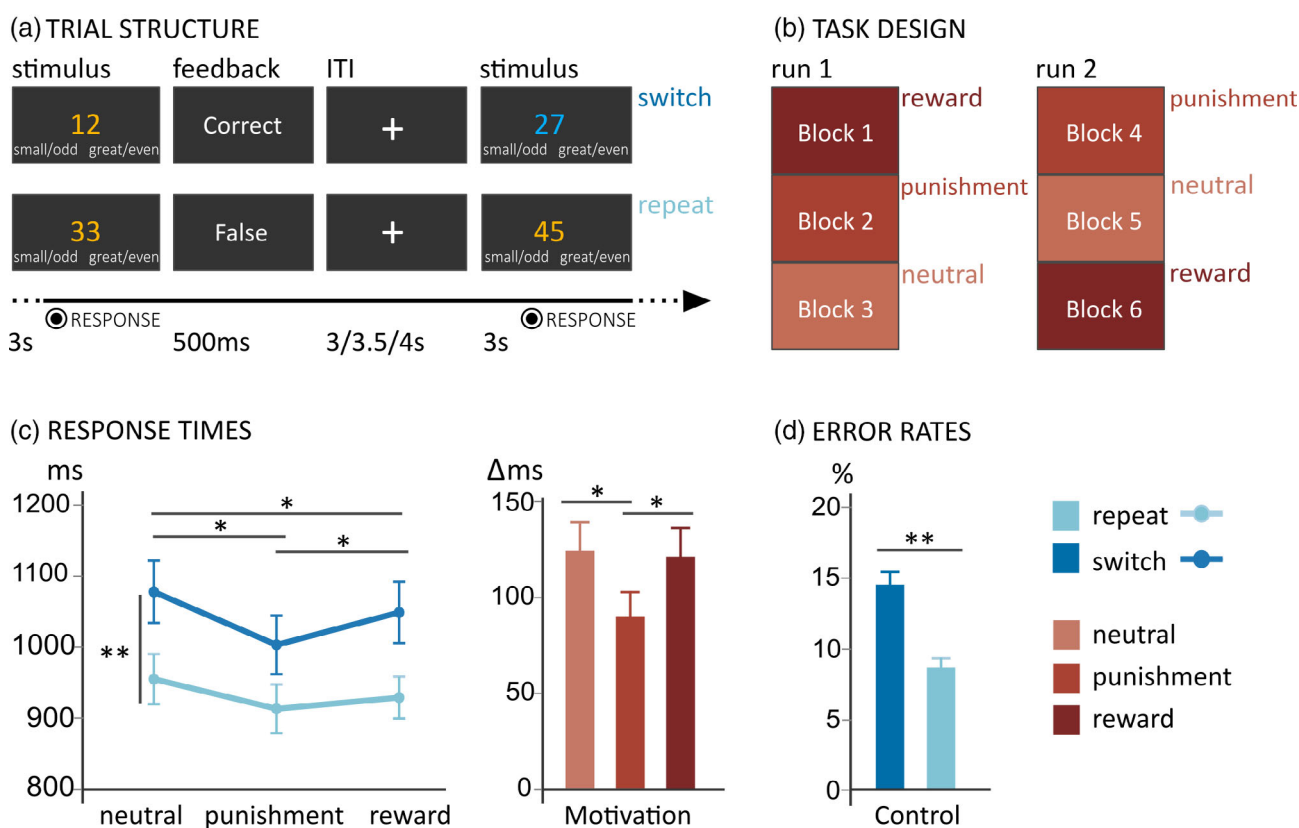 (a) TRIAL STRUCTURE
stimulus feedback ITI stimulus
12
small/odd great/even
Correct
+
27
small/odd great/even
switch
33
small/odd great/even
False
+
45
small/odd great/even
repeat
RESPONSE RESPONSE
3s 500ms 3/3.5/4s 3s
(b) TASK DESIGN
run 1 run 2
Block 1 reward
Block 2 punishment
Block 3 neutral
Block 4 punishment
Block 5 neutral
Block 6 reward
(c) RESPONSE TIMES
ms
1200
1100
1000
900
800
*
* *
**
neutral punishment reward
Δms
150
100
50
0
* *
Motivation
(d) ERROR RATES
%
20
15
10
5
0
**
Control
repeat
switch
neutral
punishment
reward